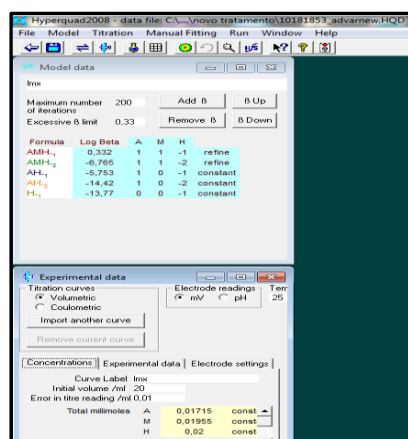 Hyperquad2008 - data file: C:\....\novo tratamento\10181853_advarnew.HQD
File Model Titration Manual Fitting Run Window Help
Model data
lmx
Maximum number of iterations 200 Add ß ß Up
Excessive ß limit 0,33 Remove ß ß Down
Formula Log Beta A M H
AMH-₁ 0,332 1 1 -1 refine
AMH-₂ -6,765 1 1 -2 refine
AH-₁ -5,753 1 0 -1 constant
AH-₂ -14,42 1 0 -2 constant
H-₁ -13,77 0 0 -1 constant
Experimental data
Titration curves Electrode readings Tem
Volumetric mV pH 25
Coulometric
Import another curve
Remove current curve
Concentrations Experimental data Electrode settings
Curve Label lmx
Initial volume /ml 20
Error in titre reading /ml 0,01
Total millimoles A 0,01715 const
M 0,01955 const
H 0,02 const